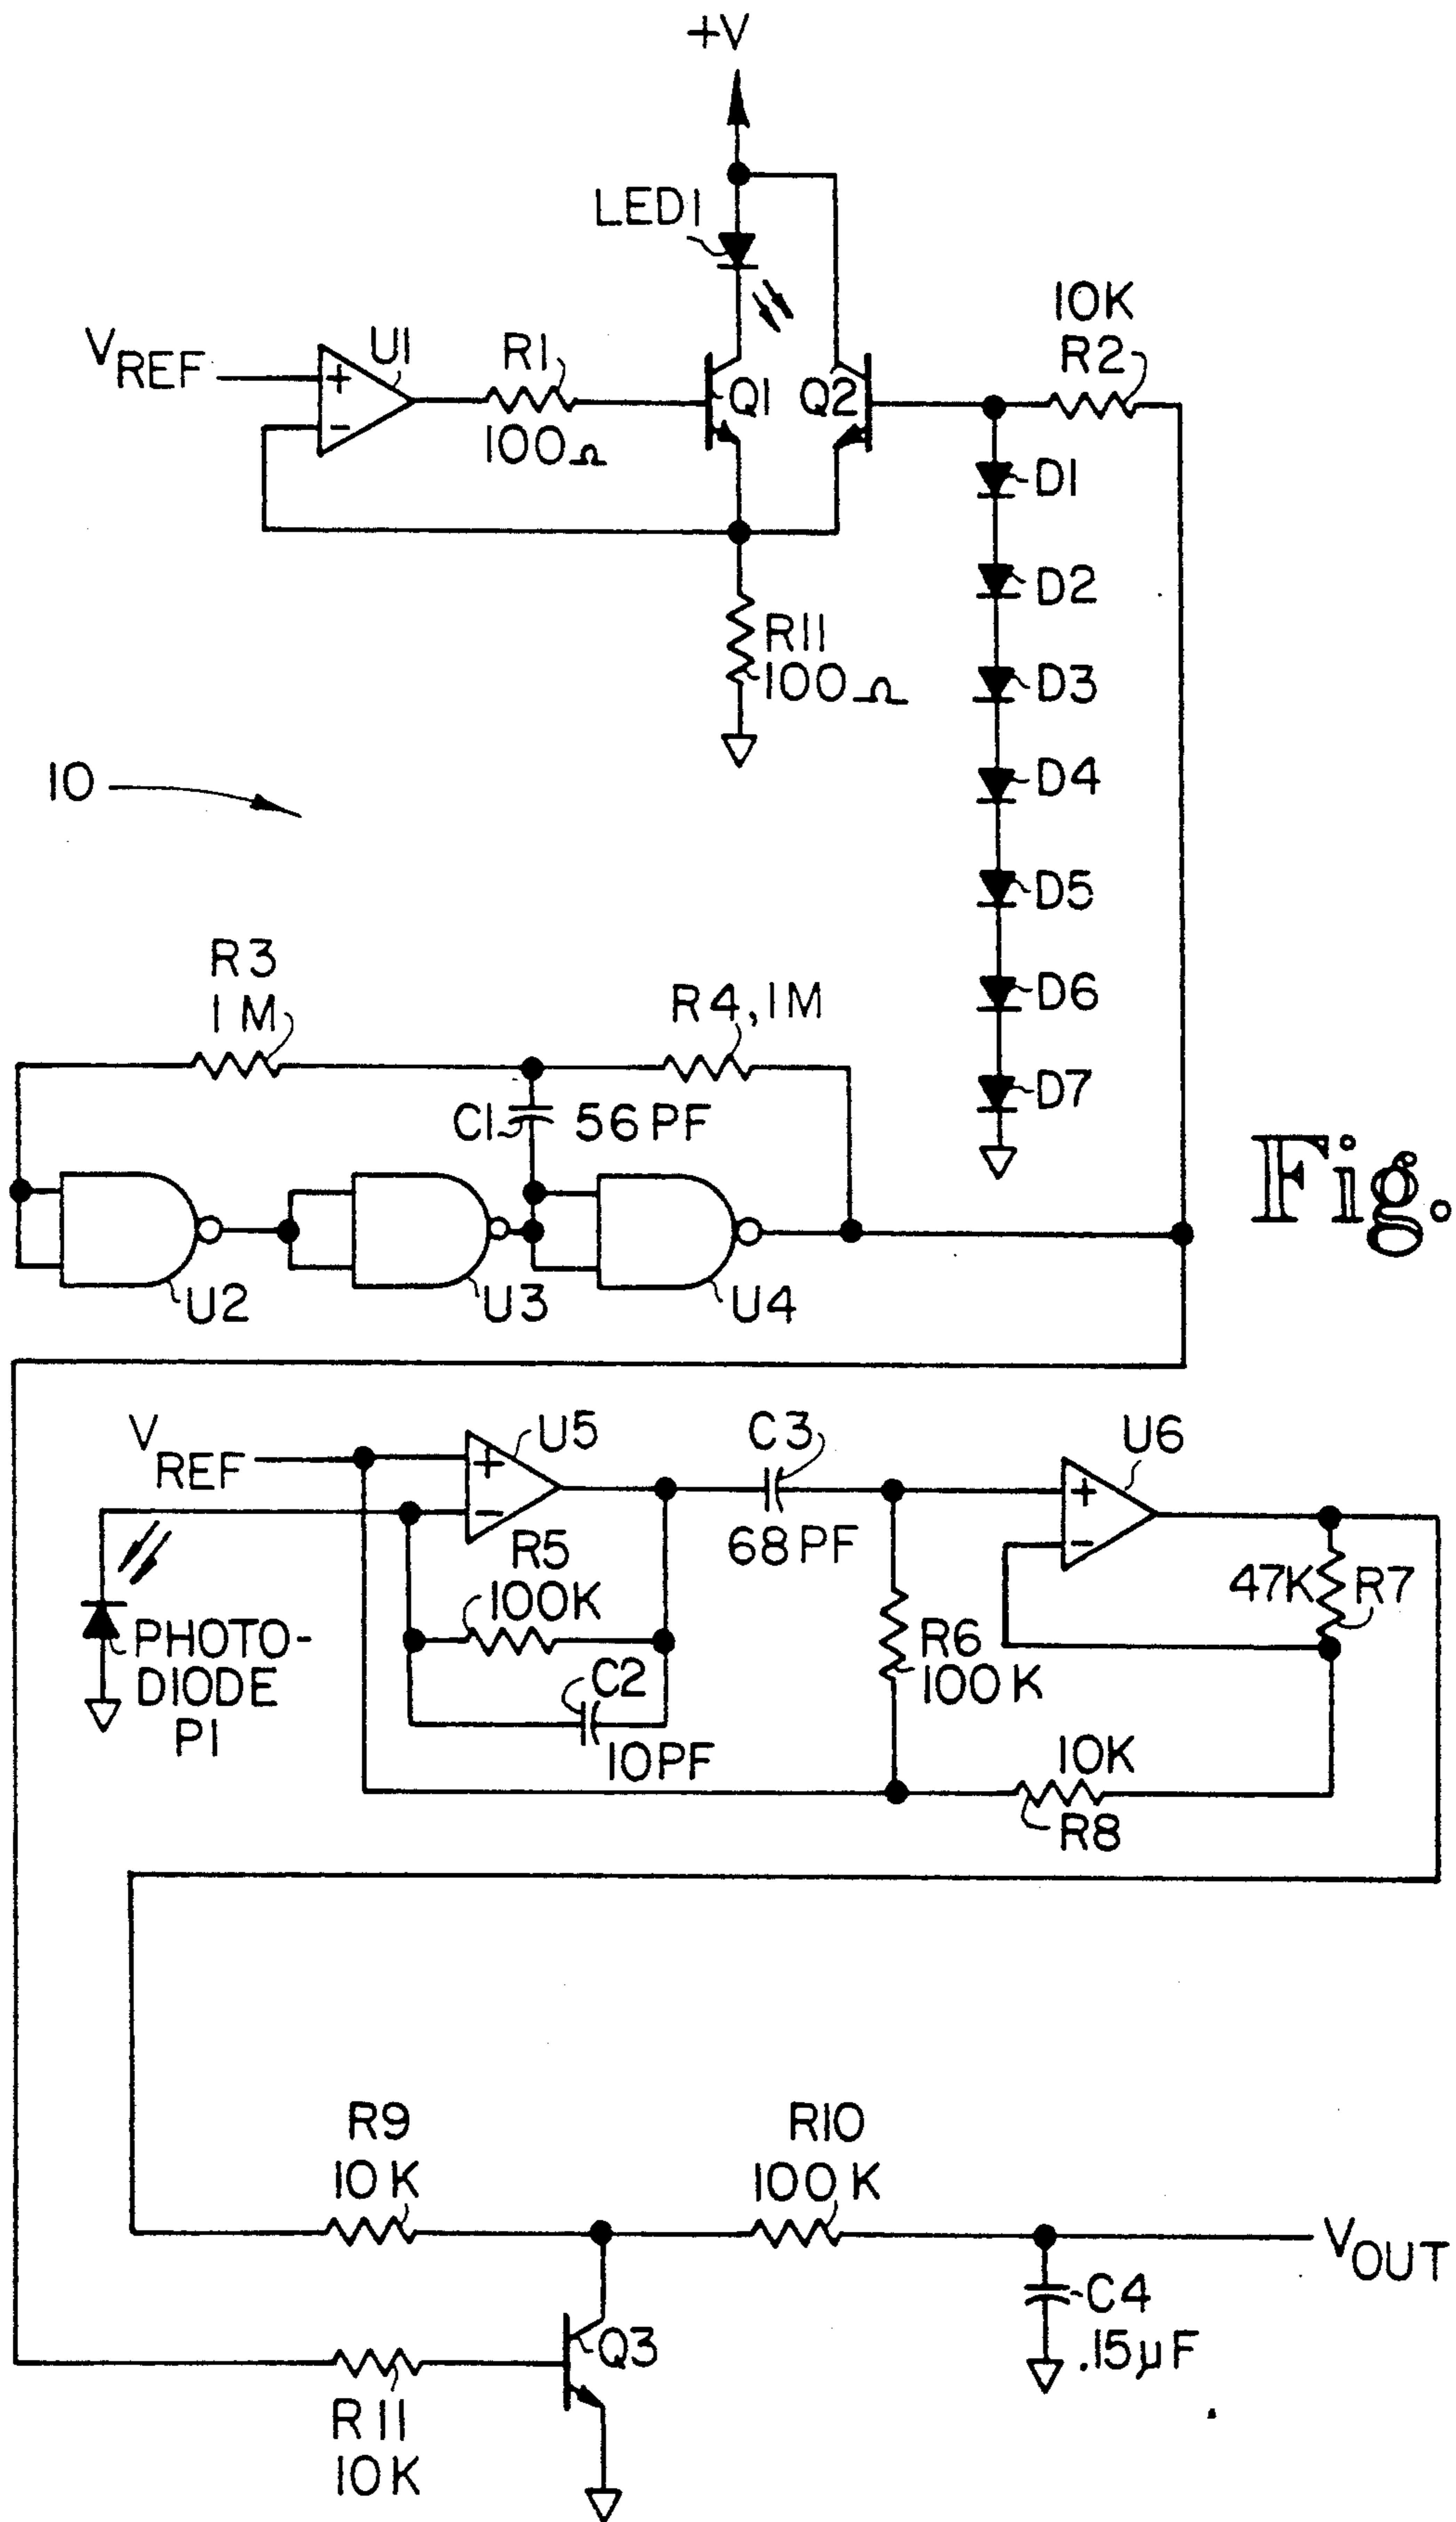 +V
LED1
10K
R2
VREF
U1
R1
100Ω
Q1
Q2
D1
D2
D3
D4
D5
D6
D7
R11
100Ω
10
R3
1M
R4, 1M
C1
56 PF
U2
U3
U4
Fig.
VREF
U5
C3
68PF
U6
R5
100K
C2
10PF
PHOTO-
DIODE
P1
R6
100K
47K
R7
10K
R8
R9
10K
R10
100K
VOUT
C4
.15µF
Q3
R11
10K